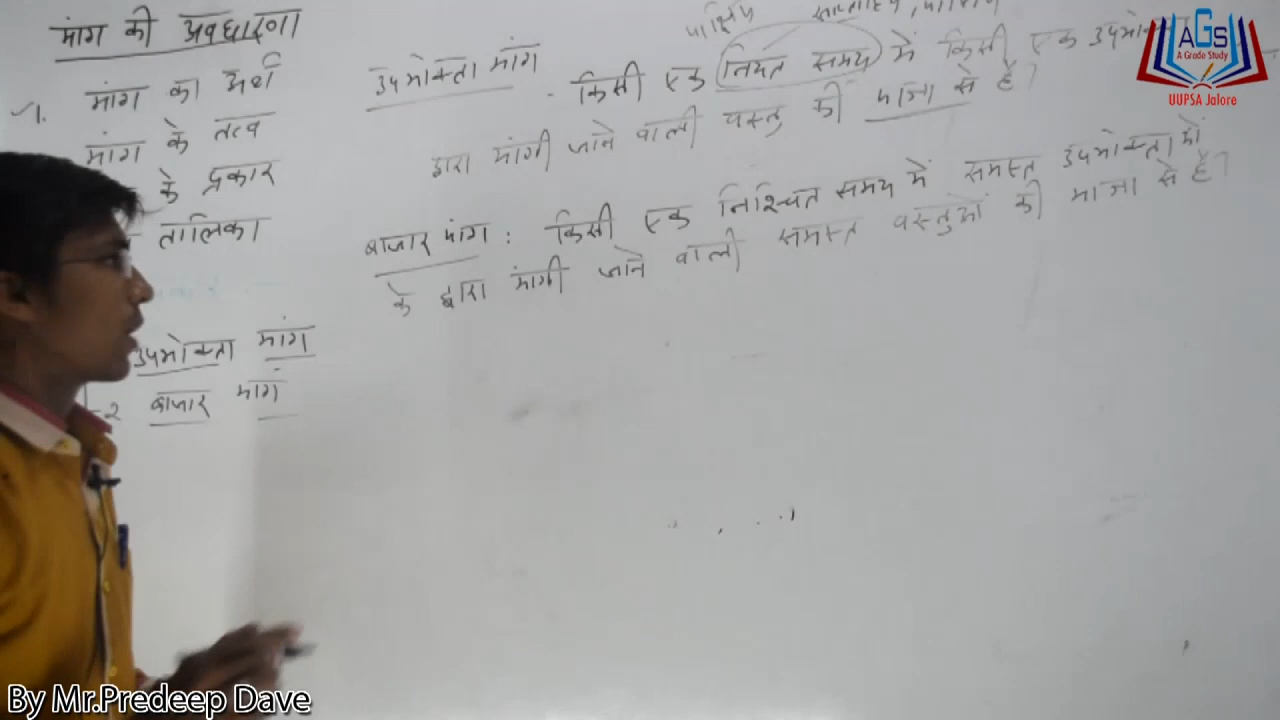 मांग की अवधारणा
1. मांग का अर्थ
मांग के तत्व
के प्रकार
तालिका
उपभोक्ता मांग
2 बाजार मांग
उपभोक्ता मांग - किसी एक नियत समय में किसी एक
द्वारा मांगी जाने वाली वस्तु की मात्रा से है।
बाजार मांग : किसी एक निश्चित समय में समस्त उपभोक्ताओं
के द्वारा मांगी जाने वाली समस्त वस्तुओं की मात्रा से है।
AGS
A Grade Study
UUPSA Jalore
By Mr.Predeep Dave